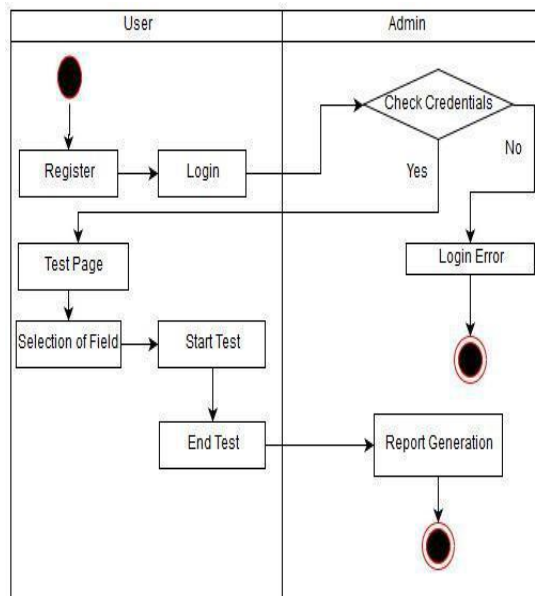 User
Admin
Check Credentials
Register
Login
Yes
No
Test Page
Login Error
Selection of Field
Start Test
End Test
Report Generation